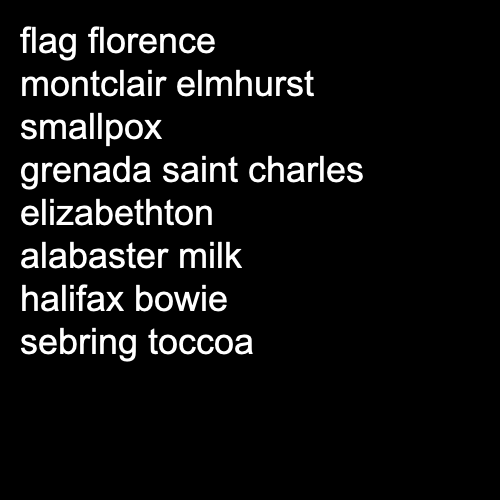 flag florence
montclair elmhurst
smallpox
grenada saint charles
elizabethton
alabaster milk
halifax bowie
sebring toccoa